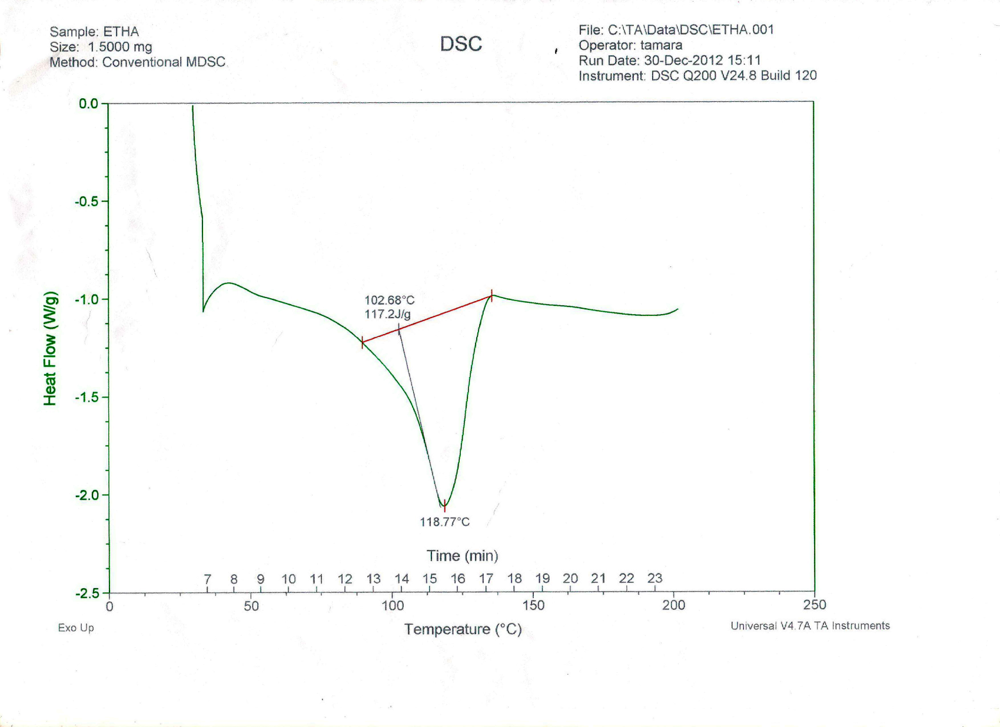 Sample: ETHA
Size: 1.5000 mg
Method: Conventional MDSC
DSC
File: C:\TA\Data\DSC\ETHA.001
Operator: tamara
Run Date: 30-Dec-2012 15:11
Instrument: DSC Q200 V24.8 Build 120
0.0
-0.5
-1.0
-1.5
-2.0
-2.5
Heat Flow (W/g)
102.68°C
117.2J/g
118.77°C
Time (min)
7 8 9 10 11 12 13 14 15 16 17 18 19 20 21 22 23
0 50 100 150 200 250
Temperature (°C)
Exo Up
Universal V4.7A TA Instruments